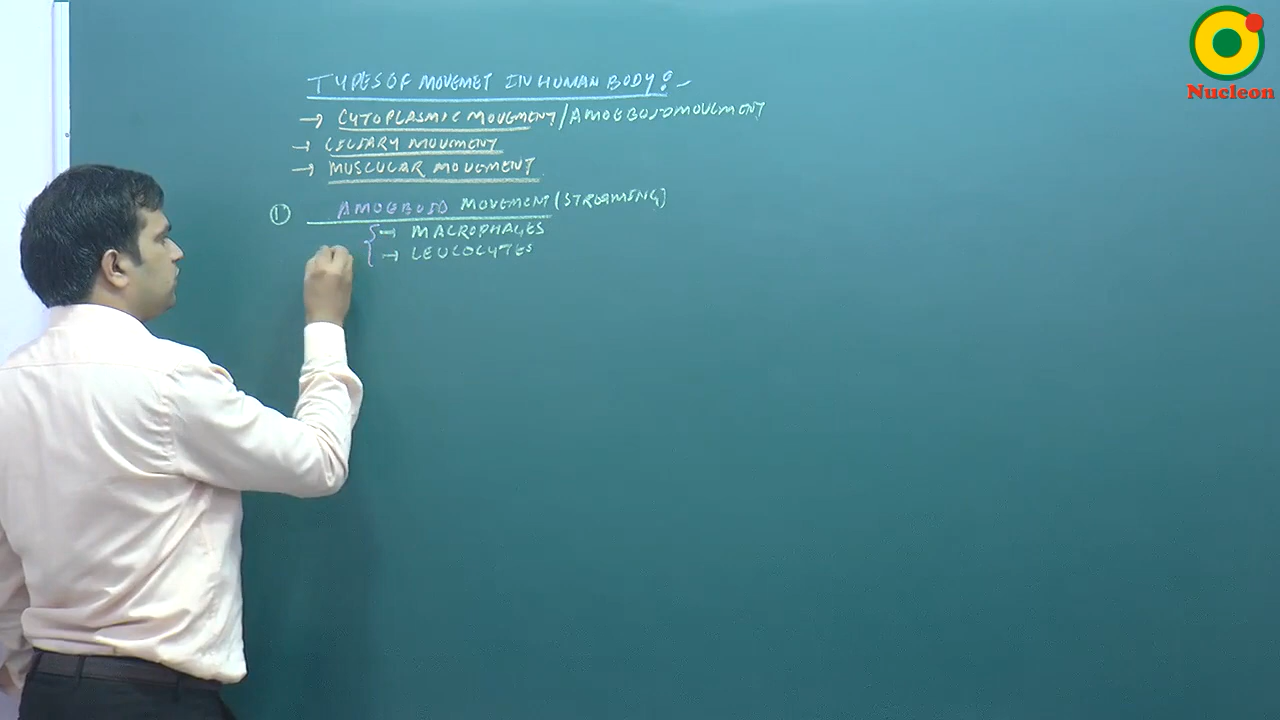 TYPES OF MOVEMET IN HUMAN BODY :-
→ CYTOPLASMIC MOVEMENT/AMOEBOID MOVEMENT
→ CILIARY MOVEMENT
→ MUSCULAR MOVEMENT
① AMOEBOID MOVEMENT (STREAMING)
→ MACROPHAGES
→ LEUCOCYTES
Nucleon